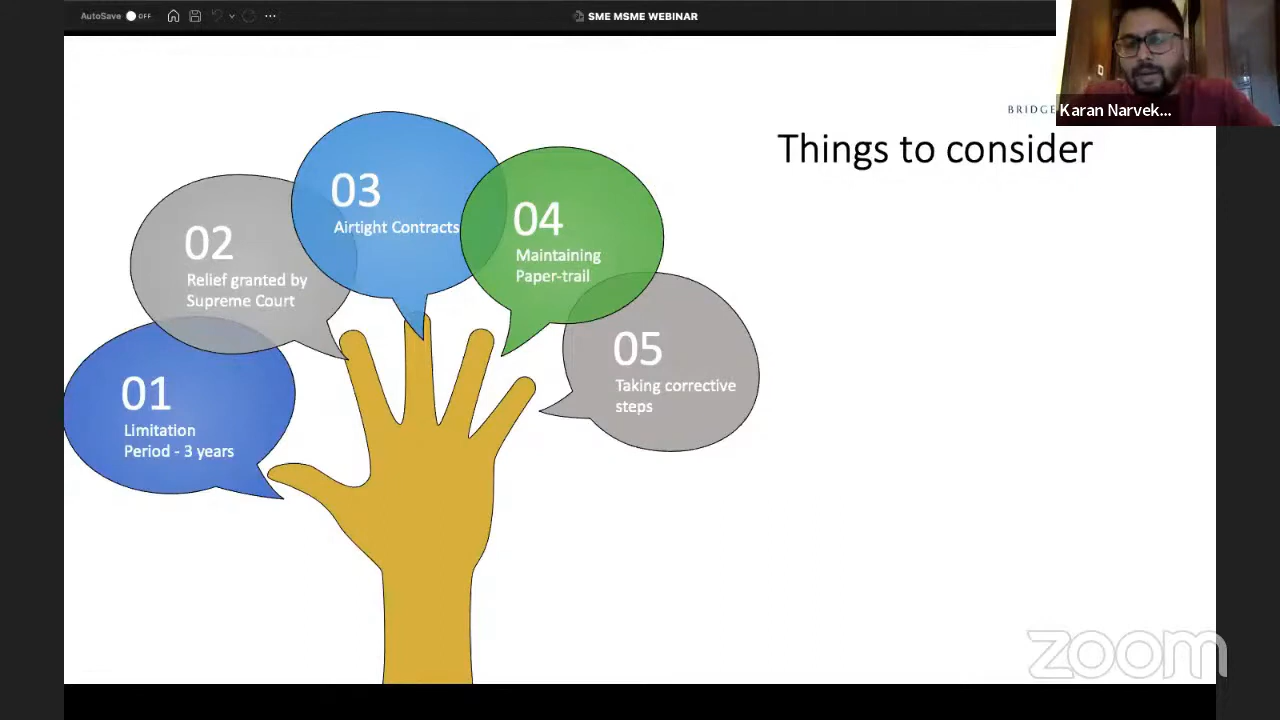 AutoSave OFF
SME MSME WEBINAR
BRIDGE
Karan Narvek...
Things to consider
01
Limitation
Period - 3 years
02
Relief granted by
Supreme Court
03
Airtight Contracts
04
Maintaining
Paper-trail
05
Taking corrective
steps
zoom